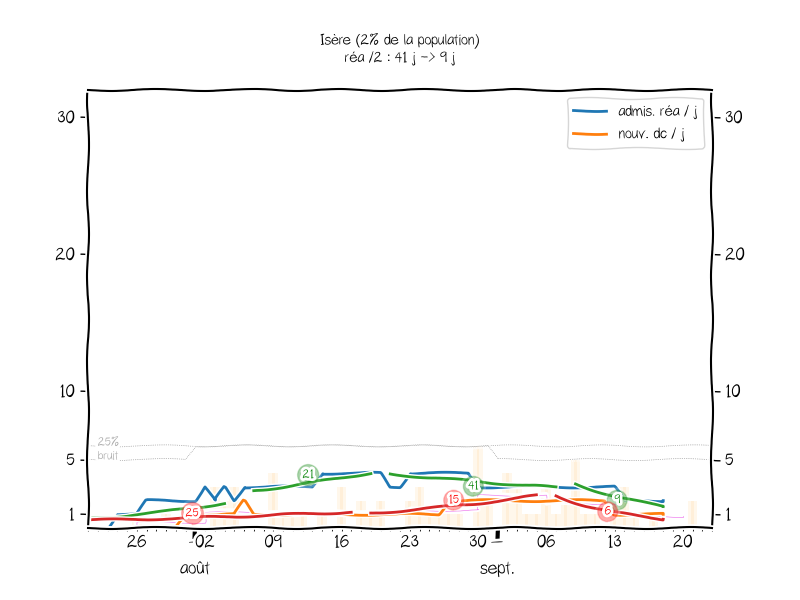 Isère (2% de la population)
réa /2 : 41 j -> 9 j
admis. réa / j
nouv. dc / j
30
30
20
20
10
10
25%
bruit
5
5
21
41
9
15
25
6
1
1
26 02 09 16 23 30 06 13 20
août sept.